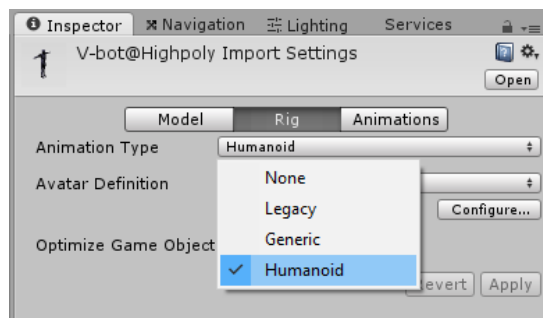 Inspector Navigation Lighting Services
V-bot@Highpoly Import Settings
Open
Model Rig Animations
Animation Type Humanoid
None
Avatar Definition
Legacy
Configure...
Generic
Optimize Game Object
Humanoid
Revert Apply